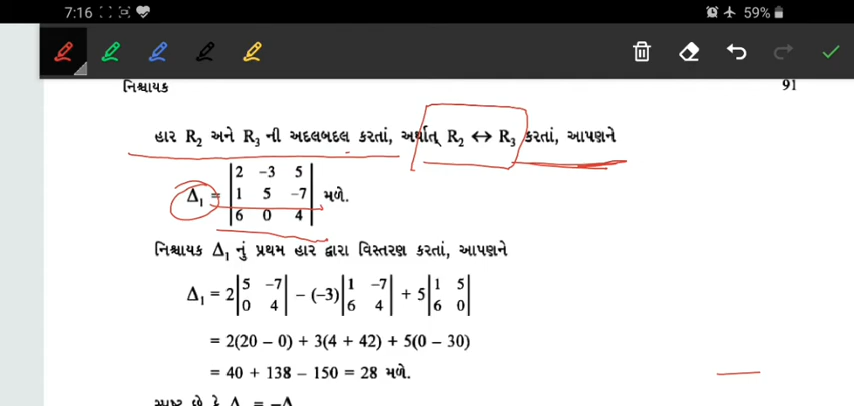 7:16 59%
નિશ્ચાયક 91
હાર R₂ અને R₃ ની અદલબદલ કરતાં, અર્થાત્ R₂ ↔ R₃ કરતાં, આપણને
Δ₁ = |2 −3 5|
|1 5 −7| મળે.
|6 0 4|
નિશ્ચાયક Δ₁ નું પ્રથમ હાર દ્વારા વિસ્તરણ કરતાં, આપણને
Δ₁ = 2|5 −7; 0 4| − (−3)|1 −7; 6 4| + 5|1 5; 6 0|
= 2(20 − 0) + 3(4 + 42) + 5(0 − 30)
= 40 + 138 − 150 = 28 મળે.
સ્પષ્ટ છે કે Δ₁ = −Δ